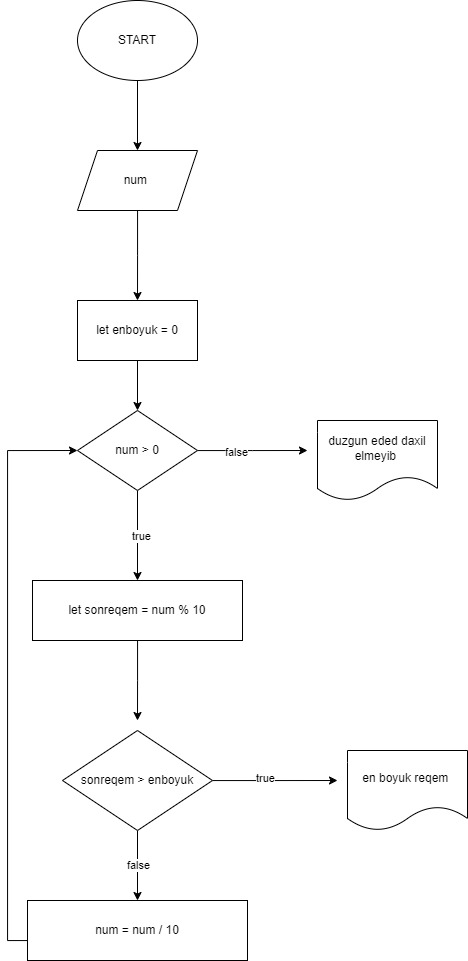 START
num
let enboyuk = 0
num > 0
false
duzgun eded daxil
elmeyib
true
let sonreqem = num % 10
sonreqem > enboyuk
true
en boyuk reqem
false
num = num / 10